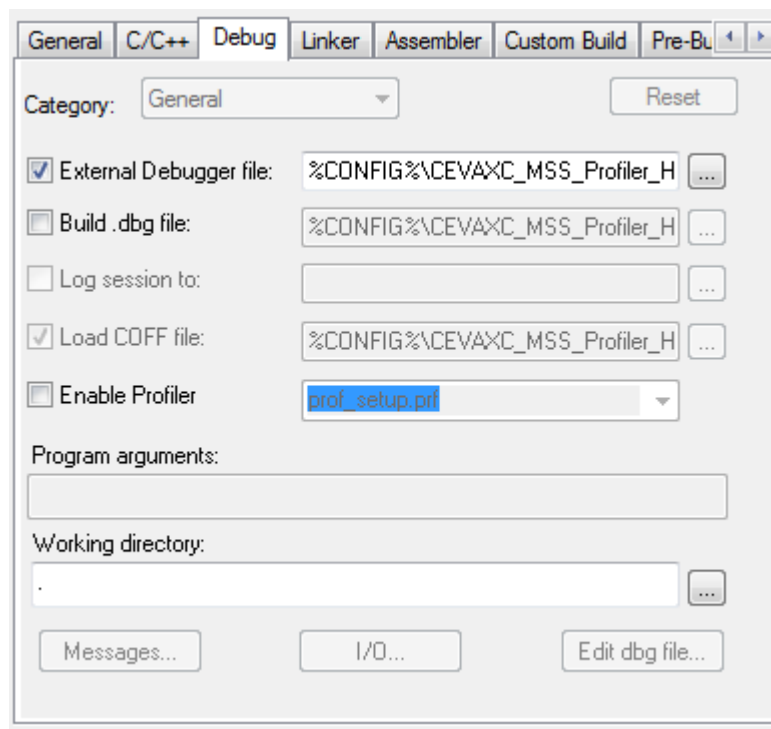 General C/C++ Debug Linker Assembler Custom Build Pre-Bu
Category: General Reset
External Debugger file: %CONFIG%\CEVAXC_MSS_Profiler_H ...
Build .dbg file: %CONFIG%\CEVAXC_MSS_Profiler_H ...
Log session to: ...
Load COFF file: %CONFIG%\CEVAXC_MSS_Profiler_H ...
Enable Profiler prof_setup.prf
Program arguments:
Working directory:
. ...
Messages... I/O... Edit dbg file...